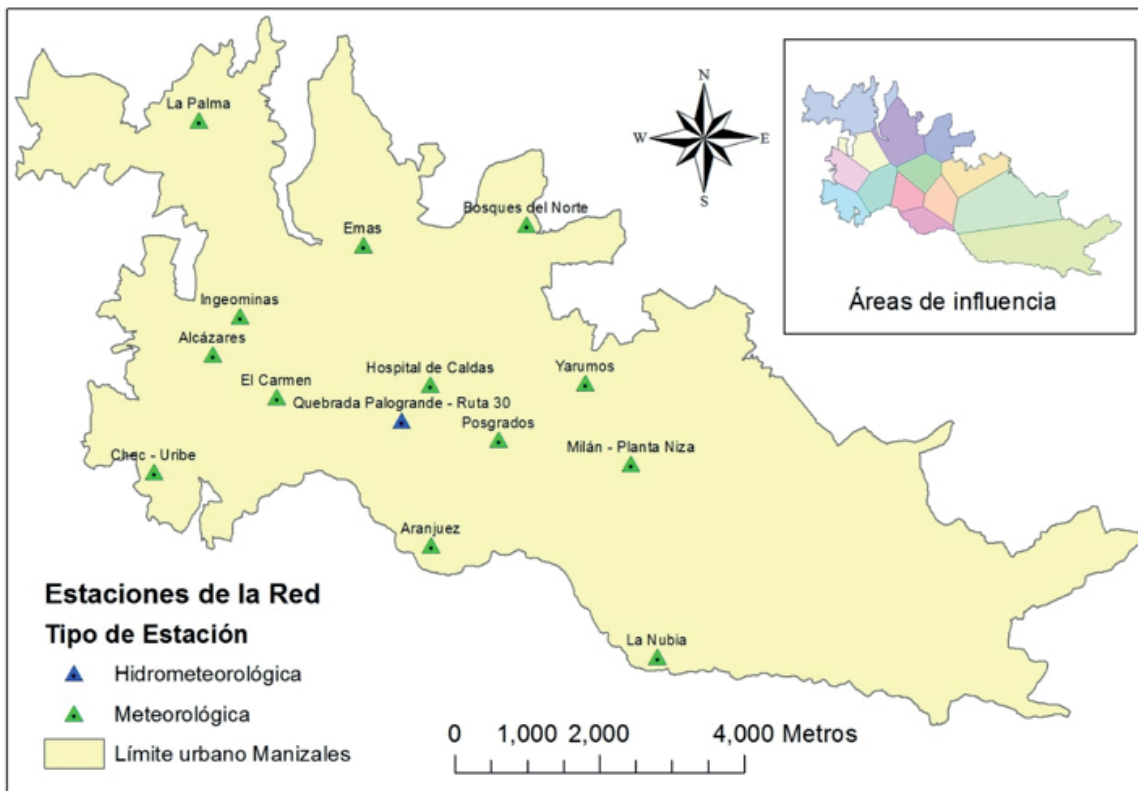 La Palma
N
W
E
S
Bosques del Norte
Emas
Áreas de influencia
Ingeominas
Alcázares
Hospital de Caldas
Yarumos
El Carmen
Quebrada Palogrande - Ruta 30
Posgrados
Milán - Planta Niza
Chec - Uribe
Aranjuez
La Nubia
Estaciones de la Red
Tipo de Estación
Hidrometeorológica
Meteorológica
Límite urbano Manizales
0 1,000 2,000 4,000 Metros